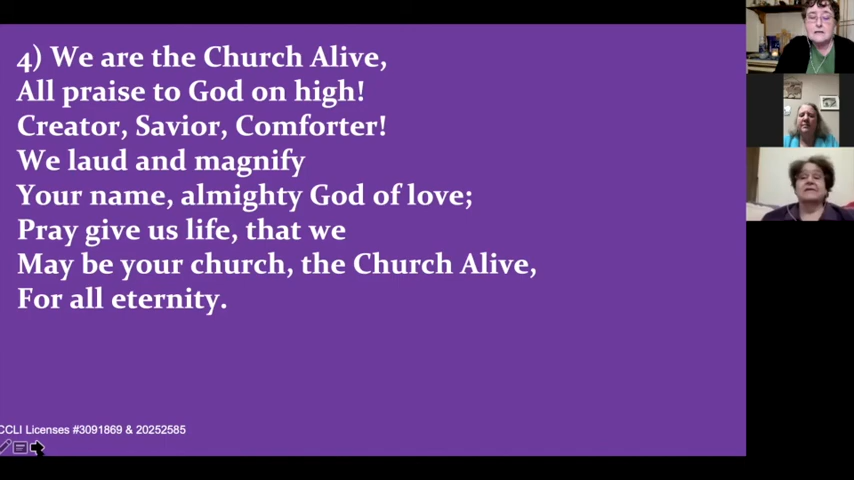 4) We are the Church Alive,
All praise to God on high!
Creator, Savior, Comforter!
We laud and magnify
Your name, almighty God of love;
Pray give us life, that we
May be your church, the Church Alive,
For all eternity.
CCLI Licenses #3091869 & 20252585